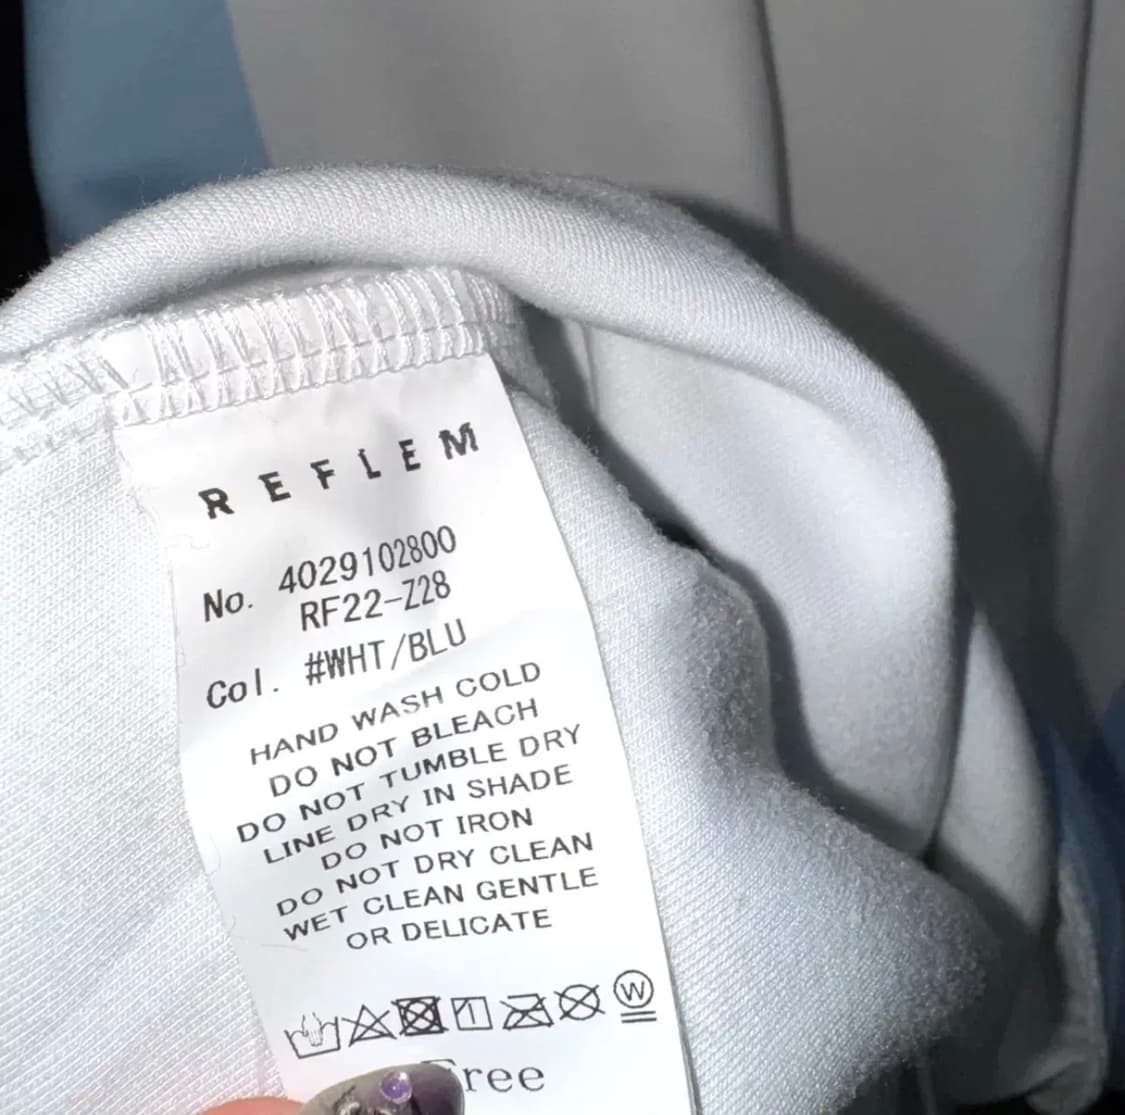 REFLEM
No. 4029102800
RF22-Z28
Col. #WHT/BLU
HAND WASH COLD
DO NOT BLEACH
DO NOT TUMBLE DRY
LINE DRY IN SHADE
DO NOT IRON
DO NOT DRY CLEAN
WET CLEAN GENTLE
OR DELICATE
W
Free